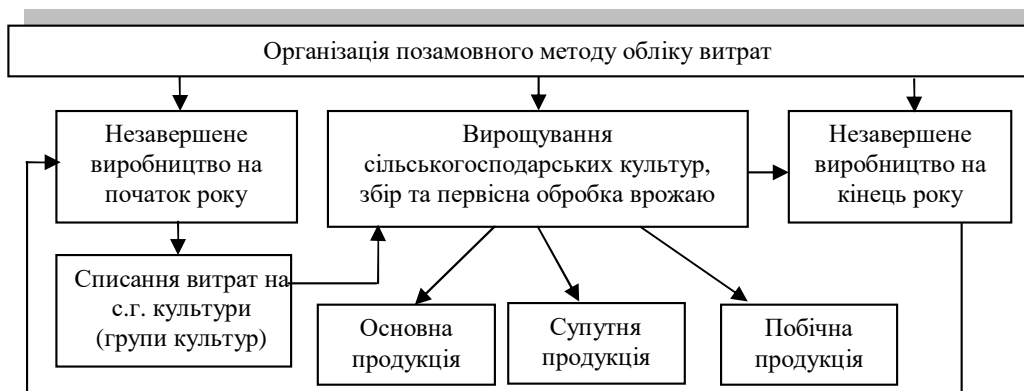 Організація позамовного методу обліку витрат
Незавершене
виробництво на
початок року
Вирощування
сільськогосподарських культур,
збір та первісна обробка врожаю
Незавершене
виробництво на
кінець року
Списання витрат на
с.г. культури
(групи культур)
Основна
продукція
Супутня
продукція
Побічна
продукція